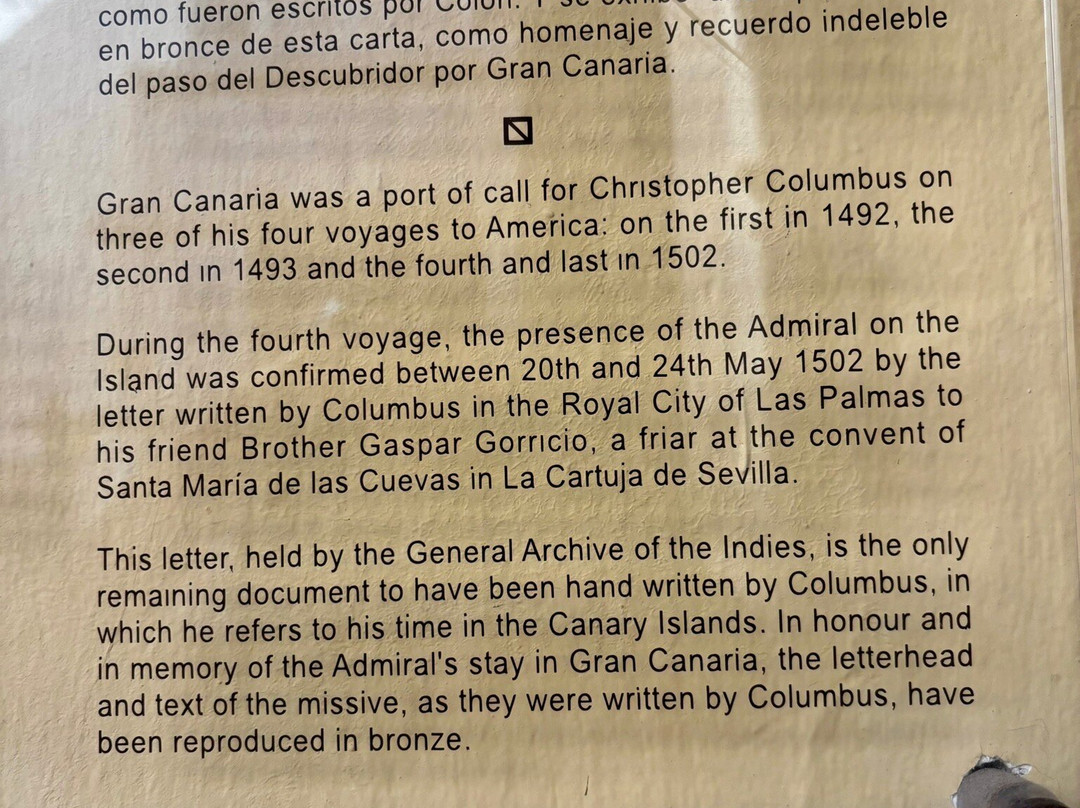 como fueron escritos por Colón. Y se
en bronce de esta carta, como homenaje y recuerdo indeleble
del paso del Descubridor por Gran Canaria.
Gran Canaria was a port of call for Christopher Columbus on
three of his four voyages to America: on the first in 1492, the
second in 1493 and the fourth and last in 1502.
During the fourth voyage, the presence of the Admiral on the
Island was confirmed between 20th and 24th May 1502 by the
letter written by Columbus in the Royal City of Las Palmas to
his friend Brother Gaspar Gorricio, a friar at the convent of
Santa María de las Cuevas in La Cartuja de Sevilla.
This letter, held by the General Archive of the Indies, is the only
remaining document to have been hand written by Columbus, in
which he refers to his time in the Canary Islands. In honour and
in memory of the Admiral's stay in Gran Canaria, the letterhead
and text of the missive, as they were written by Columbus, have
been reproduced in bronze.